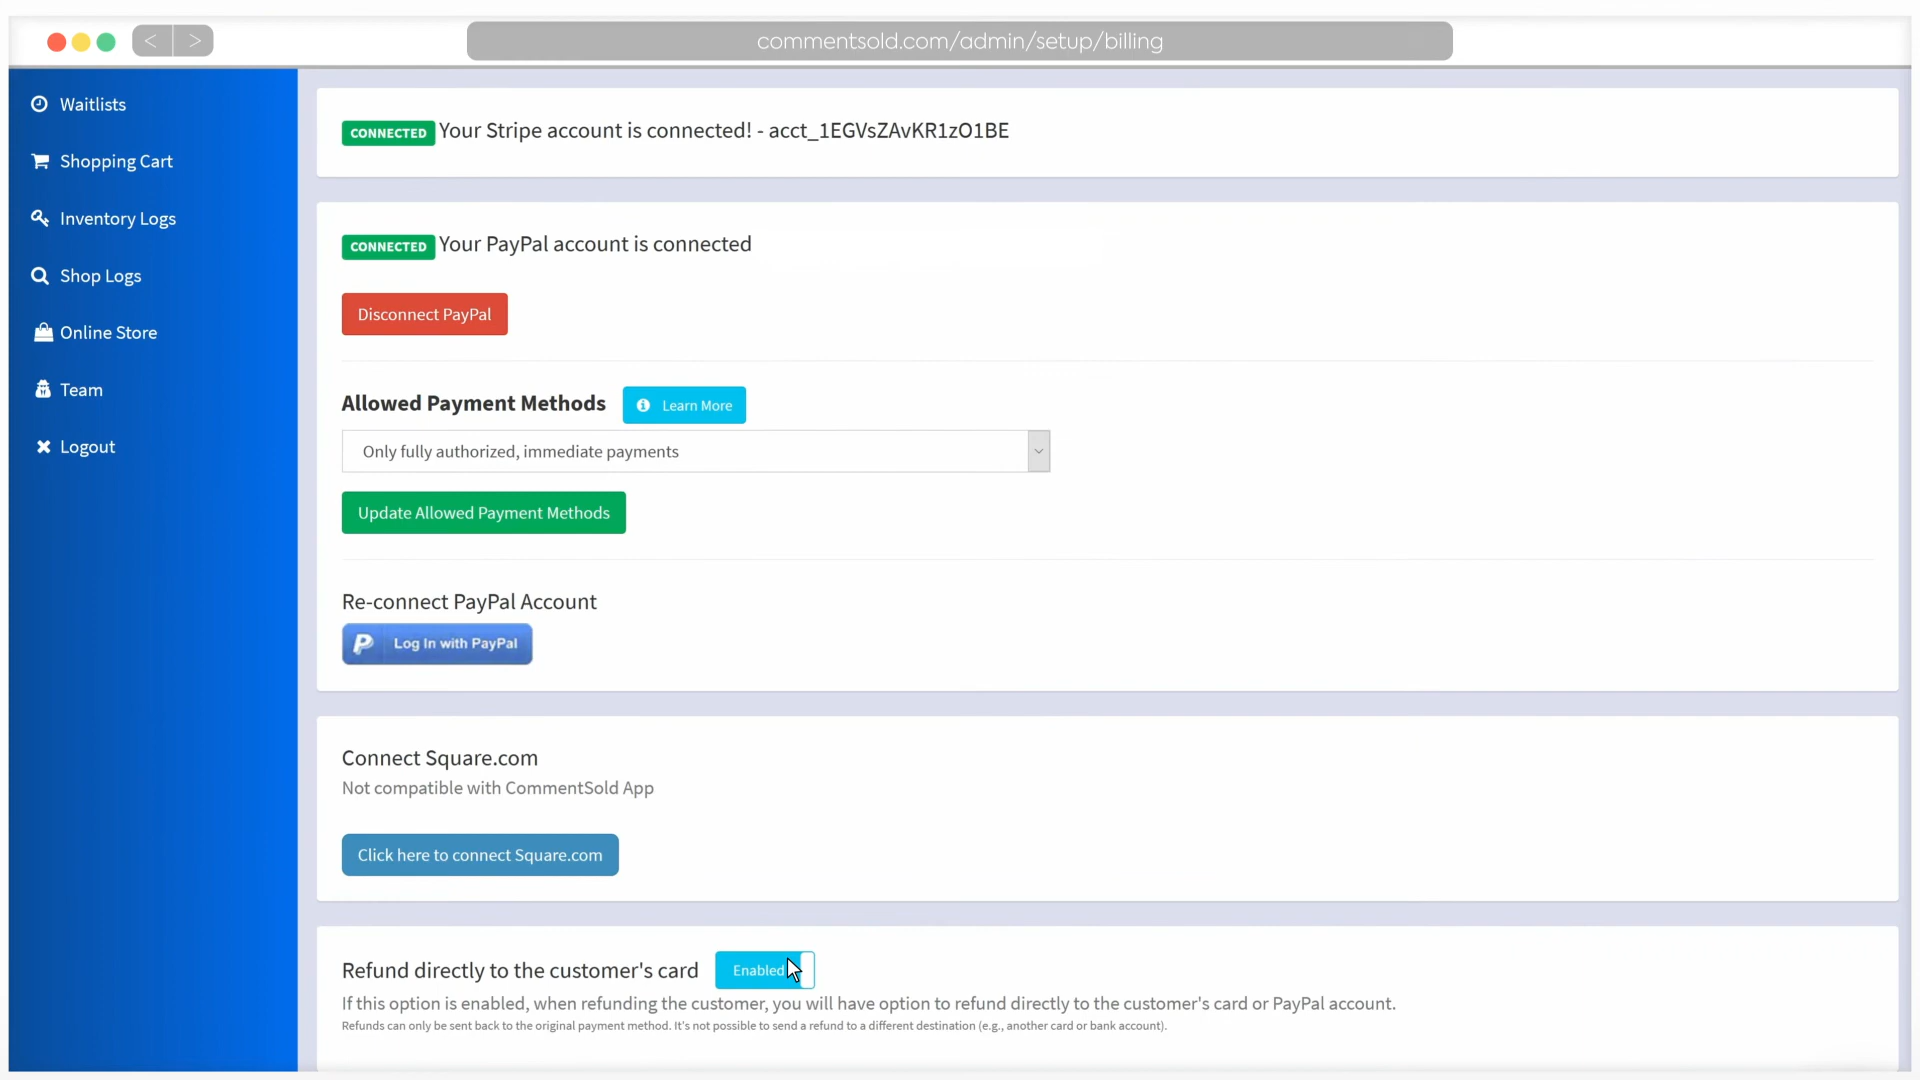 commentsold.com/admin/setup/billing
Waitlists
Shopping Cart
Inventory Logs
Shop Logs
Online Store
Team
Logout
CONNECTED Your Stripe account is connected! - acct_1EGVsZAvKR1zO1BE
CONNECTED Your PayPal account is connected
Disconnect PayPal
Allowed Payment Methods Learn More
Only fully authorized, immediate payments
Update Allowed Payment Methods
Re-connect PayPal Account
Log In with PayPal
Connect Square.com
Not compatible with CommentSold App
Click here to connect Square.com
Refund directly to the customer's card Enabled
If this option is enabled, when refunding the customer, you will have option to refund directly to the customer's card or PayPal account.
Refunds can only be sent back to the original payment method. It's not possible to send a refund to a different destination (e.g., another card or bank account).